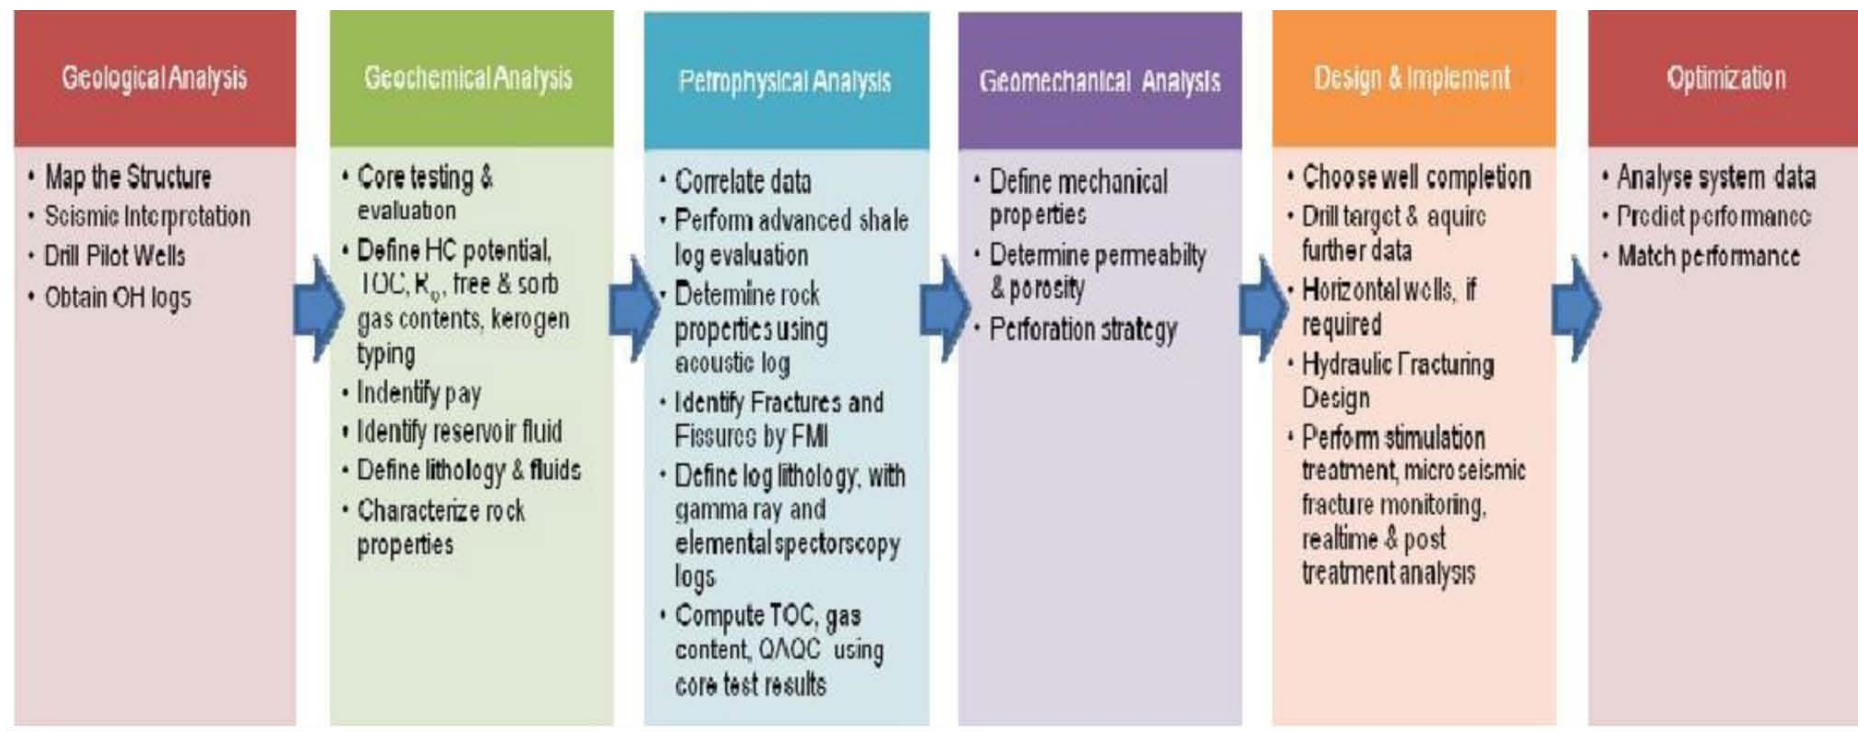 Geological Analysis
• Map the Structure
• Seismic Interpretation
• Drill Pilot Wells
• Obtain OH logs
Geochemical Analysis
• Core testing &
evaluation
• Define HC potential,
TOC, Ro, free & sorb
gas contents, kerogen
typing
• Indentify pay
• Identify reservoir fluid
• Define lithology & fluids
• Characterize rock
properties
Petrophysical Analysis
• Correlate data
• Perform advanced shale
log evaluation
• Determine rock
properties using
acoustic log
• Identify Fractures and
Fissures by FMI
• Define log lithology, with
gamma ray and
elemental spectorscopy
logs
• Compute TOC, gas
content, QAQC using
core test results
Geomechanical Analysis
• Define mechanical
properties
• Determine permeabilty
& porosity
• Perforation strategy
Design & Implement
• Choose well completion
• Drill target & aquire
further data
• Horizontal wells, if
required
• Hydraulic Fracturing
Design
• Perform stimulation
treatment, micro seismic
fracture monitoring,
realtime & post
treatment analysis
Optimization
• Analyse system data
• Predict performance
• Match performance